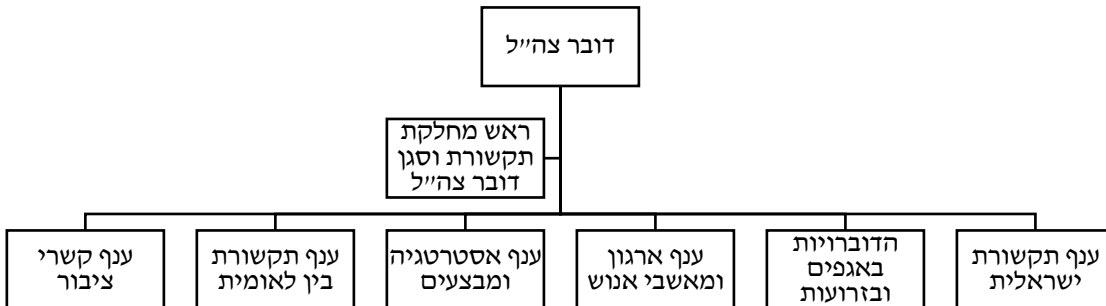 דובר צה״ל
ראש מחלקת
תקשורת וסגן
דובר צה״ל
ענף תקשורת
ישראלית
הדוברויות
באגפים
ובזרועות
ענף ארגון
ומאשבי אנוש
ענף אסטרטגיה
ומבצעים
ענף תקשורת
בין לאומית
ענף קשרי
ציבור